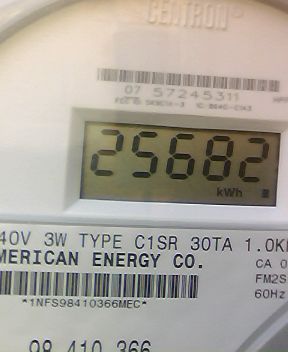 CENTRON®
07 57245311
25682
kWh
40V 3W TYPE C1SR 30TA 1.0K
MERICAN ENERGY CO.
CA 0
FM2S
60Hz
*1NFS98410366MEC*
98 410 366